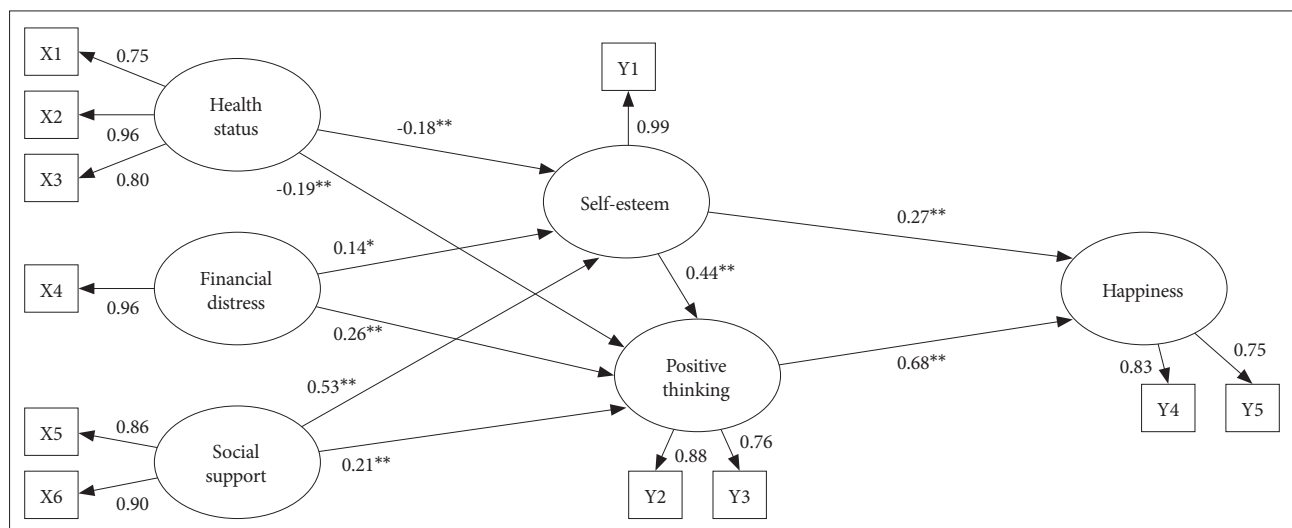 X1
0.75
X2
0.96
X3
0.80
Health
status
-0.18**
-0.19**
Y1
0.99
Self-esteem
0.27**
X4
0.96
Financial
distress
0.14*
0.26**
0.44**
Happiness
0.83
0.75
Y4
Y5
Positive
thinking
0.68**
X5
0.86
X6
0.90
Social
support
0.53**
0.21**
0.88
0.76
Y2
Y3